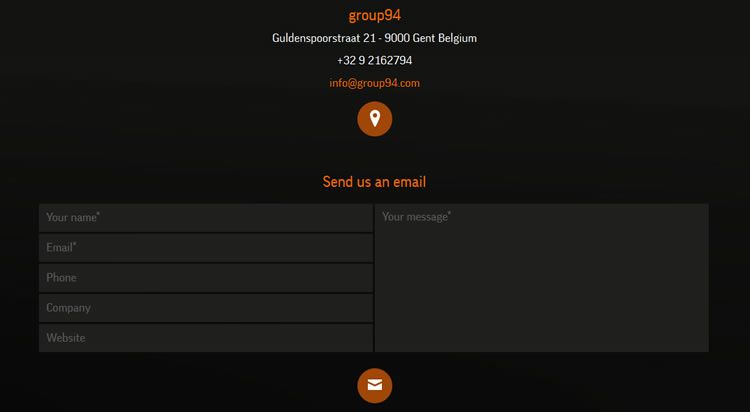 group94
Guldenspoorstraat 21 - 9000 Gent Belgium
+32 9 2162794
info@group94.com
Send us an email
Your name*
Email*
Phone
Company
Website
Your message*